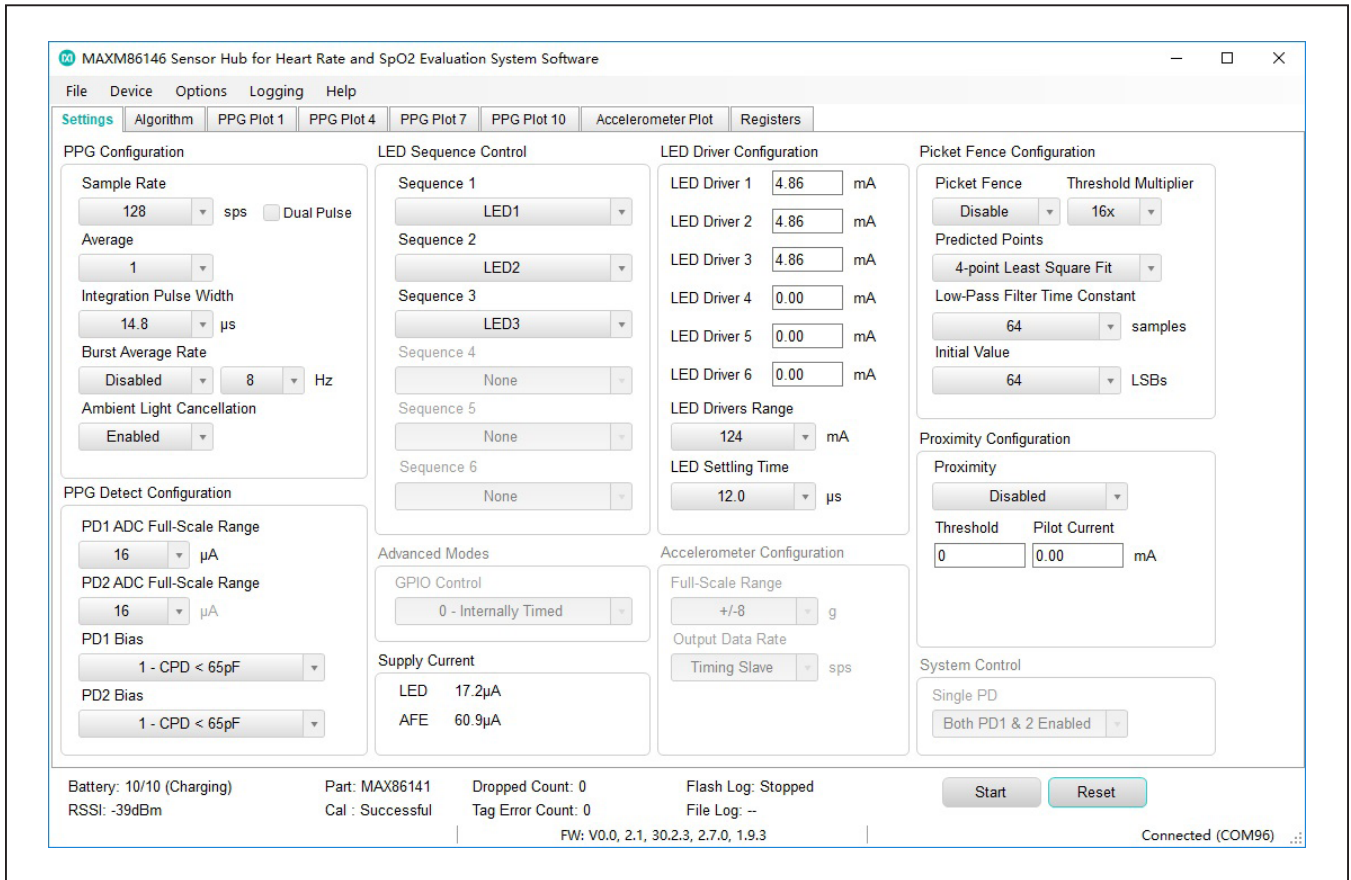 MAXM86146 Sensor Hub for Heart Rate and SpO2 Evaluation System Software
File Device Options Logging Help
Settings Algorithm PPG Plot 1 PPG Plot 4 PPG Plot 7 PPG Plot 10 Accelerometer Plot Registers
PPG Configuration
Sample Rate
128 sps Dual Pulse
Average
1
Integration Pulse Width
14.8 µs
Burst Average Rate
Disabled 8 Hz
Ambient Light Cancellation
Enabled
PPG Detect Configuration
PD1 ADC Full-Scale Range
16 µA
PD2 ADC Full-Scale Range
16 µA
PD1 Bias
1 - CPD < 65pF
PD2 Bias
1 - CPD < 65pF
LED Sequence Control
Sequence 1
LED1
Sequence 2
LED2
Sequence 3
LED3
Sequence 4
None
Sequence 5
None
Sequence 6
None
Advanced Modes
GPIO Control
0 - Internally Timed
Supply Current
LED 17.2µA
AFE 60.9µA
LED Driver Configuration
LED Driver 1 4.86 mA
LED Driver 2 4.86 mA
LED Driver 3 4.86 mA
LED Driver 4 0.00 mA
LED Driver 5 0.00 mA
LED Driver 6 0.00 mA
LED Drivers Range
124 mA
LED Settling Time
12.0 µs
Accelerometer Configuration
Full-Scale Range
+/-8 g
Output Data Rate
Timing Slave sps
Picket Fence Configuration
Picket Fence Threshold Multiplier
Disable 16x
Predicted Points
4-point Least Square Fit
Low-Pass Filter Time Constant
64 samples
Initial Value
64 LSBs
Proximity Configuration
Proximity
Disabled
Threshold Pilot Current
0 0.00 mA
System Control
Single PD
Both PD1 & 2 Enabled
Battery: 10/10 (Charging) Part: MAX86141 Dropped Count: 0 Flash Log: Stopped Start Reset
RSSI: -39dBm Cal : Successful Tag Error Count: 0 File Log: --
FW: V0.0, 2.1, 30.2.3, 2.7.0, 1.9.3 Connected (COM96)